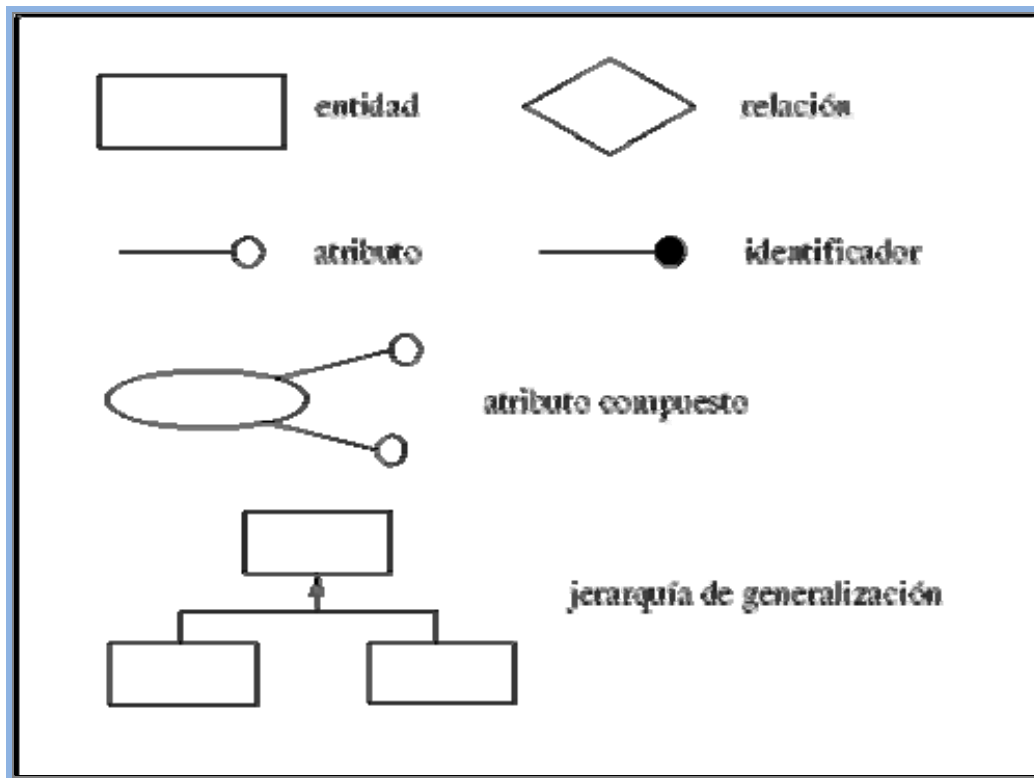 entidad
relación
atributo
identificador
atributo compuesto
jerarquía de generalización